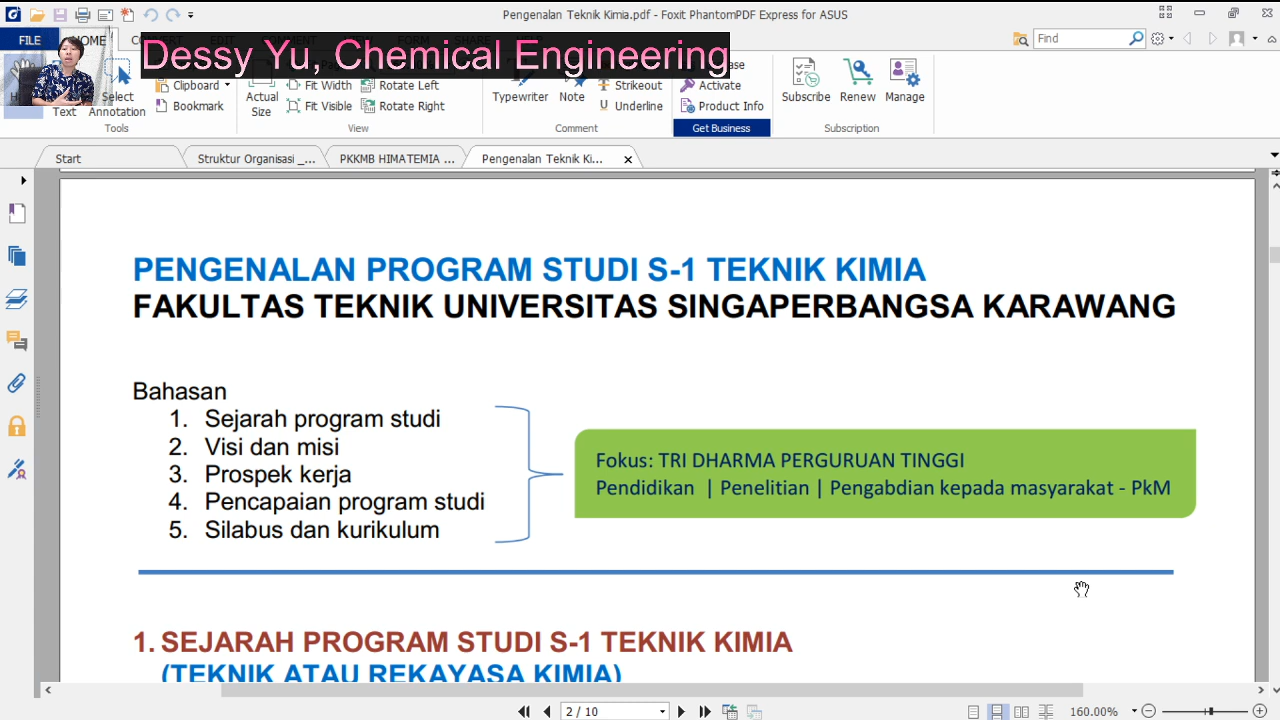 Pengenalan Teknik Kimia.pdf - Foxit PhantomPDF Express for ASUS
FILE
Find
Dessy Yu, Chemical Engineering
Text
Select
Annotation
Clipboard
Bookmark
Tools
Actual
Size
Fit Width
Fit Visible
Rotate Left
Rotate Right
View
Typewriter
Note
Strikeout
Underline
Comment
Activate
Product Info
Get Business
Subscribe
Renew
Manage
Subscription
Start
Struktur Organisasi _...
PKKMB HIMATEMIA ...
Pengenalan Teknik Ki...
PENGENALAN PROGRAM STUDI S-1 TEKNIK KIMIA
FAKULTAS TEKNIK UNIVERSITAS SINGAPERBANGSA KARAWANG
Bahasan
1. Sejarah program studi
2. Visi dan misi
3. Prospek kerja
4. Pencapaian program studi
5. Silabus dan kurikulum
Fokus: TRI DHARMA PERGURUAN TINGGI
Pendidikan | Penelitian | Pengabdian kepada masyarakat - PkM
1. SEJARAH PROGRAM STUDI S-1 TEKNIK KIMIA
(TEKNIK ATAU REKAYASA KIMIA)
2 / 10
160.00%